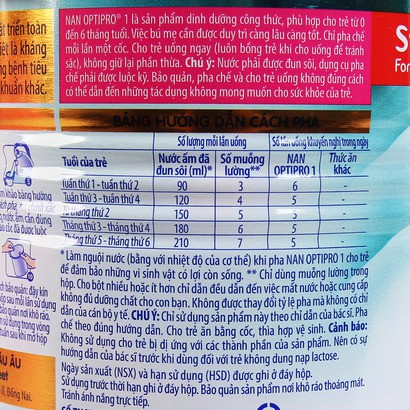 NAN OPTIPRO® 1 là sản phẩm dinh dưỡng công thức, phù hợp cho trẻ từ 0
đến 6 tháng tuổi. Việc bú mẹ cần được duy trì càng lâu càng tốt. Chỉ pha chế
mỗi lần một cốc. Cho trẻ uống ngay (luôn bồng trẻ khi cho uống để tránh
sặc), không giữ lại phần thừa. Chú ý: Nước phải được đun sôi, dụng cụ pha
chế phải được luộc kỹ. Bảo quản, pha chế và cho trẻ uống không đúng cách
có thể dẫn đến những tác dụng không mong muốn cho sức khỏe của trẻ.
BẢNG HƯỚNG DẪN CÁCH PHA
Số lượng mỗi lần uống Số lần uống khuyến nghị trong ngày
Tuổi của trẻ Nước ấm đã đun sôi (ml)* Số muỗng lường** NAN OPTIPRO 1 Thức ăn khác
Tuần thứ 1 - tuần thứ 2 90 3 6 -
Tuần thứ 3 - tuần thứ 4 120 4 5 -
Từ tháng thứ 2 150 5 5 -
Tháng thứ 3 - tháng thứ 4 180 6 5 -
Tháng thứ 5 - tháng thứ 6 210 7 5 -
* Làm nguội nước (bằng với nhiệt độ của cơ thể) khi pha NAN OPTIPRO 1 cho trẻ
để đảm bảo những vi sinh vật có lợi còn sống. ** Chỉ dùng muỗng lường trong
hộp. Cho bột nhiều hoặc ít hơn chỉ dẫn đều dẫn đến việc mất nước hoặc cung cấp
không đủ dưỡng chất cho con bạn. Không được thay đổi tỷ lệ pha mà không có chỉ
dẫn của cán bộ y tế. CHÚ Ý: Chỉ sử dụng sản phẩm này theo chỉ dẫn của bác sĩ. Pha
chế theo đúng hướng dẫn. Cho trẻ ăn bằng cốc, thìa hợp vệ sinh. Cảnh báo:
Không sử dụng cho trẻ bị dị ứng với các thành phần của sản phẩm. Nên có sự
hướng dẫn của bác sĩ trước khi dùng đối với trẻ không dung nạp lactose.
Ngày sản xuất (NSX) và hạn sử dụng (HSD) được ghi ở đáy hộp.
Sử dụng trước thời hạn ghi ở đáy hộp. Bảo quản sản phẩm nơi khô ráo thoáng mát.
Tránh ánh nắng trực tiếp.